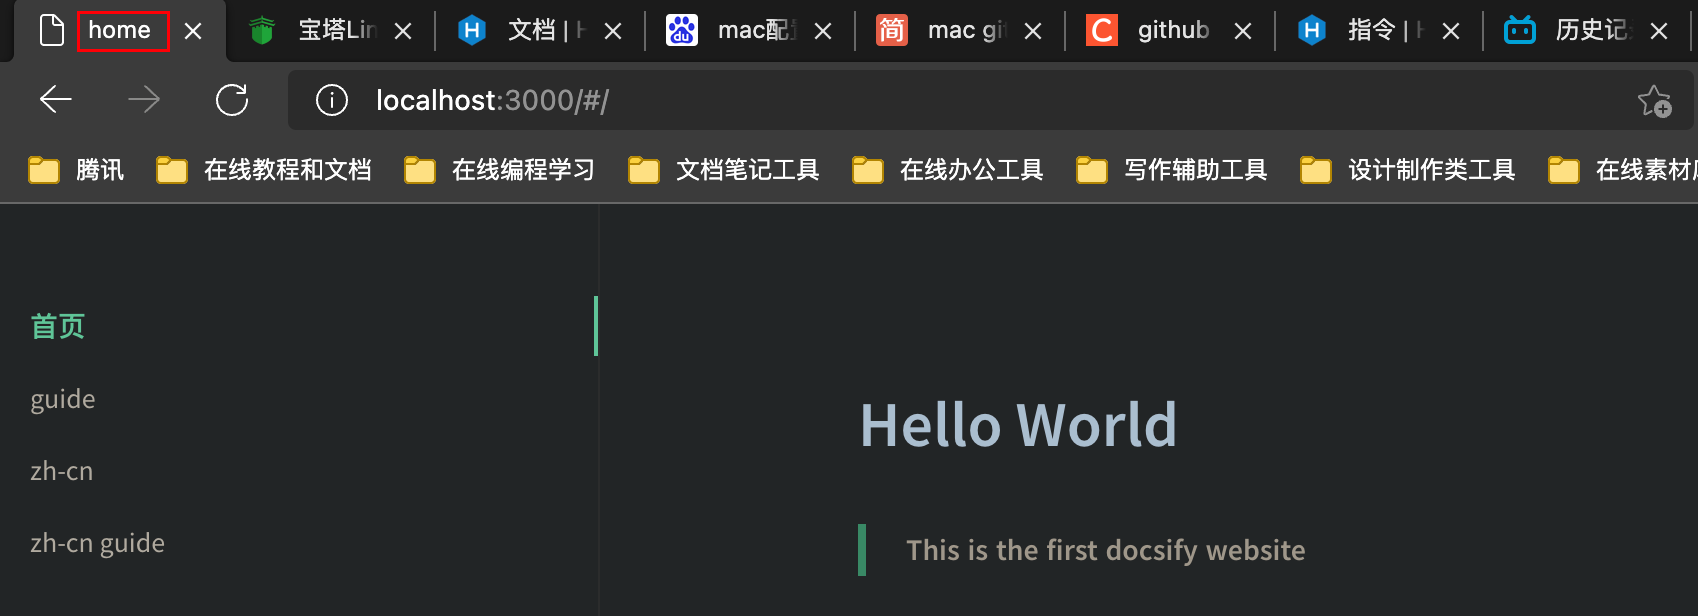 home 宝塔Lin 文档 | mac配 mac gi github 指令 | 历史记
localhost:3000/#/
腾讯 在线教程和文档 在线编程学习 文档笔记工具 在线办公工具 写作辅助工具 设计制作类工具 在线素材
首页
guide
zh-cn
zh-cn guide
Hello World
This is the first docsify website